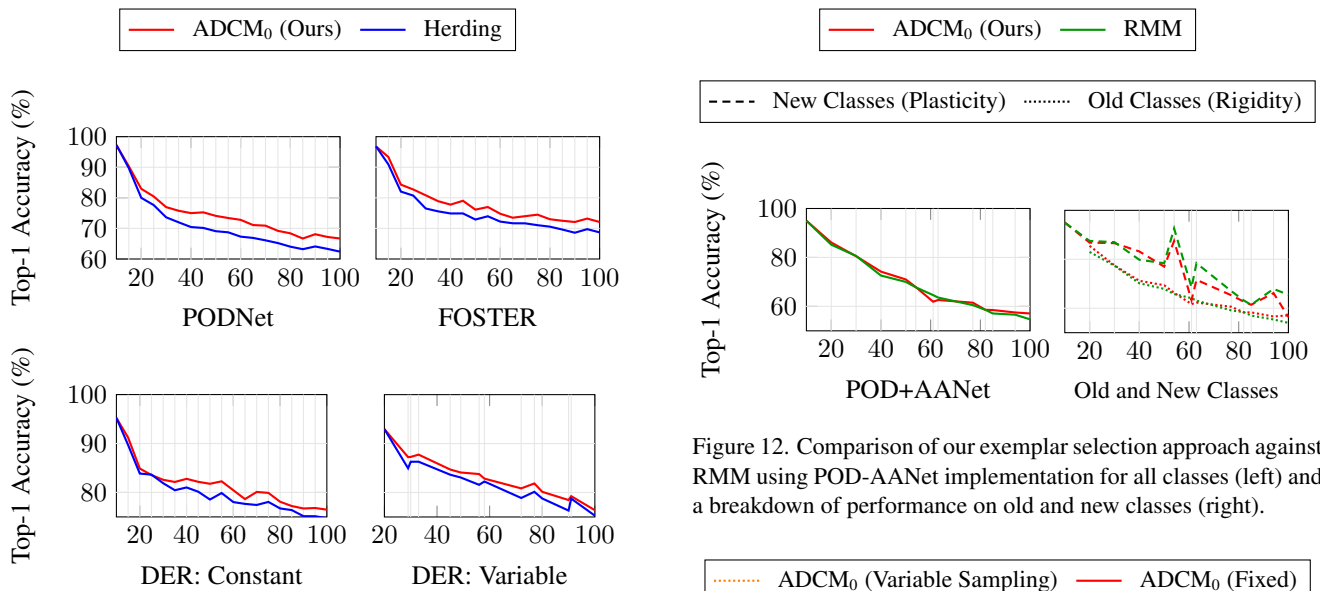 ADCM₀ (Ours) Herding
Top-1 Accuracy (%)
100
90
80
70
60
20 40 60 80 100
20 40 60 80 100
PODNet FOSTER
Top-1 Accuracy (%)
100
90
80
20 40 60 80 100
20 40 60 80 100
DER: Constant DER: Variable
ADCM₀ (Ours) RMM
New Classes (Plasticity) Old Classes (Rigidity)
Top-1 Accuracy (%)
100
80
60
20 40 60 80 100
20 40 60 80 100
POD+AANet Old and New Classes
Figure 12. Comparison of our exemplar selection approach against
RMM using POD-AANet implementation for all classes (left) and
a breakdown of performance on old and new classes (right).
ADCM₀ (Variable Sampling) ADCM₀ (Fixed)